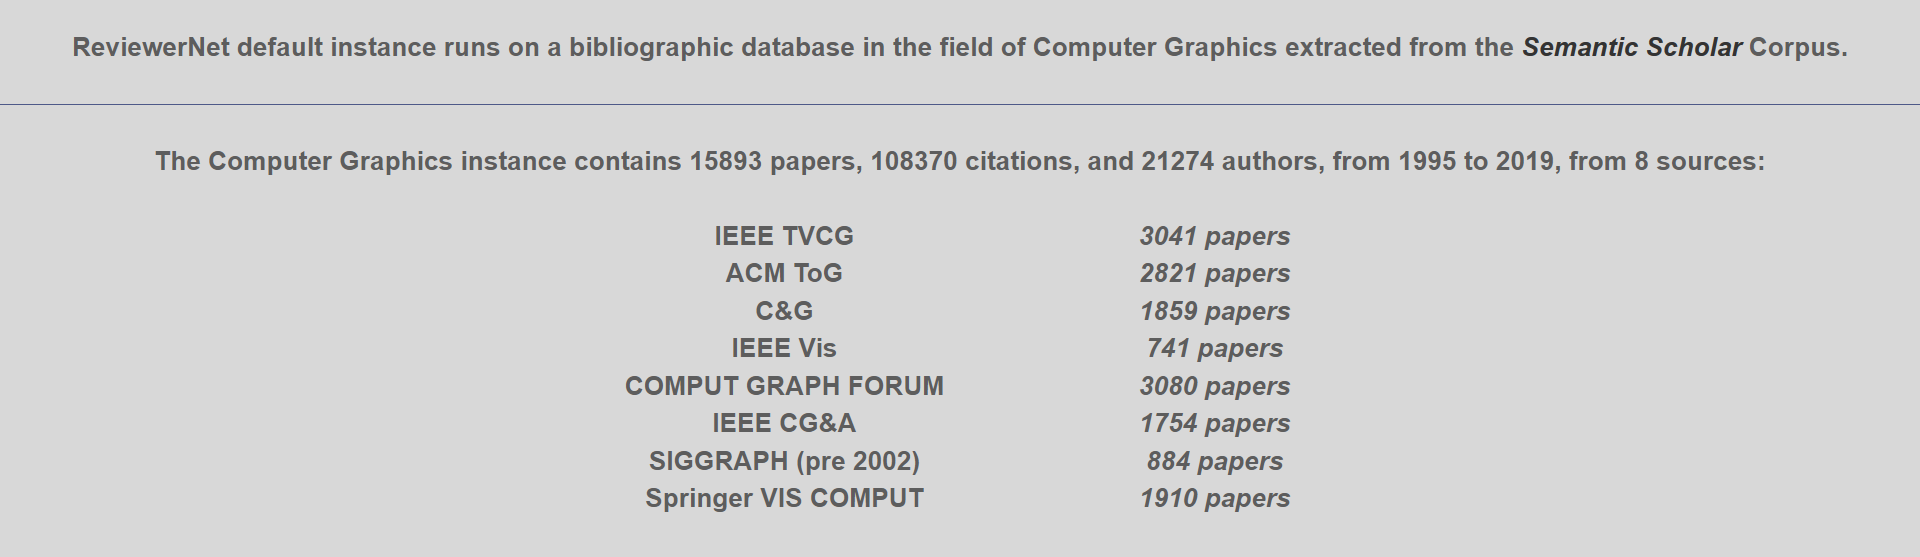 ReviewerNet default instance runs on a bibliographic database in the field of Computer Graphics extracted from the Semantic Scholar Corpus.
The Computer Graphics instance contains 15893 papers, 108370 citations, and 21274 authors, from 1995 to 2019, from 8 sources:
IEEE TVCG 3041 papers
ACM ToG 2821 papers
C&G 1859 papers
IEEE Vis 741 papers
COMPUT GRAPH FORUM 3080 papers
IEEE CG&A 1754 papers
SIGGRAPH (pre 2002) 884 papers
Springer VIS COMPUT 1910 papers